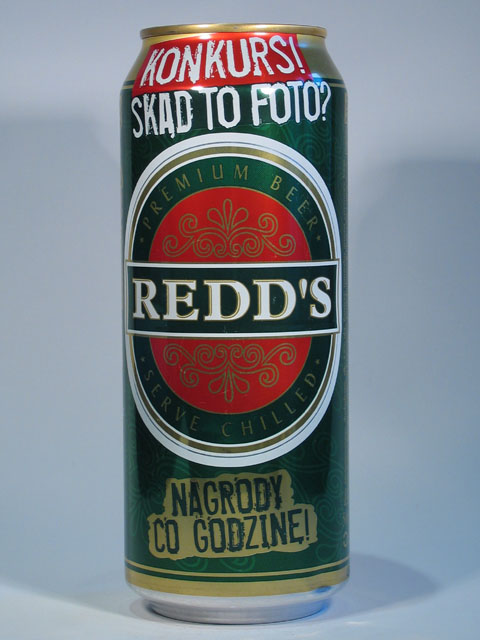 KONKURS!
SKĄD TO FOTO?
PREMIUM BEER
REDD'S
SERVE CHILLED
NAGRODY
CO GODZINĘ!